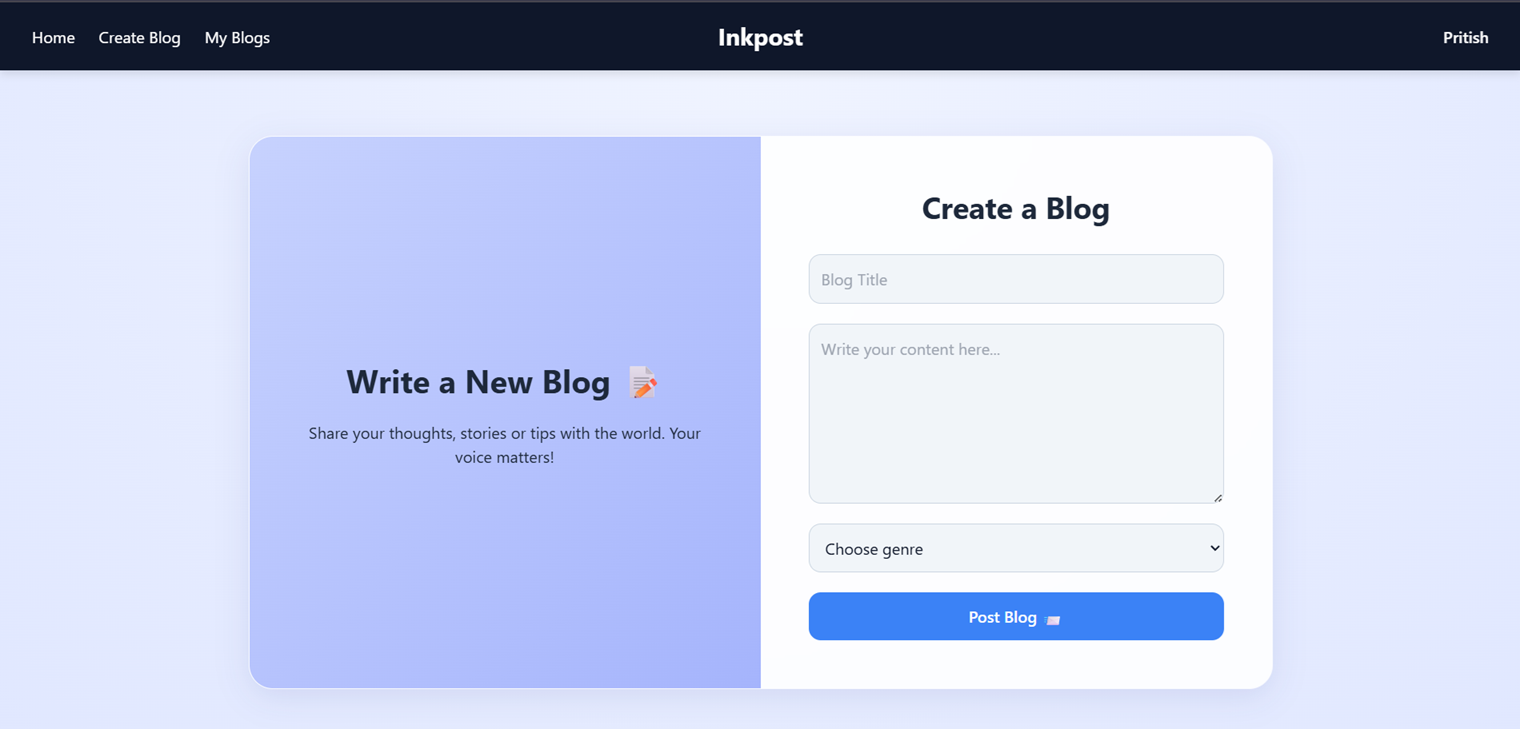 Home Create Blog My Blogs Inkpost Pritish
Write a New Blog
Share your thoughts, stories or tips with the world. Your
voice matters!
Create a Blog
Blog Title
Write your content here...
Choose genre
Post Blog